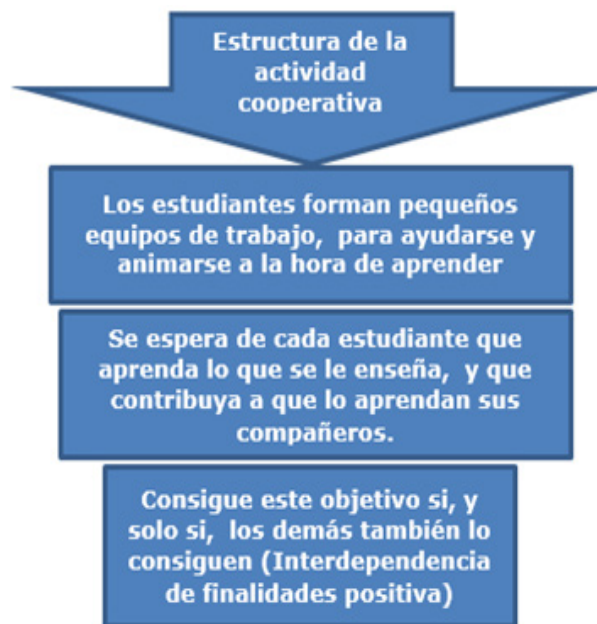 Estructura de la
actividad
cooperativa
Los estudiantes forman pequeños
equipos de trabajo, para ayudarse y
animarse a la hora de aprender
Se espera de cada estudiante que
aprenda lo que se le enseña, y que
contribuya a que lo aprendan sus
compañeros.
Consigue este objetivo si, y
solo si, los demás también lo
consiguen (Interdependencia
de finalidades positiva)